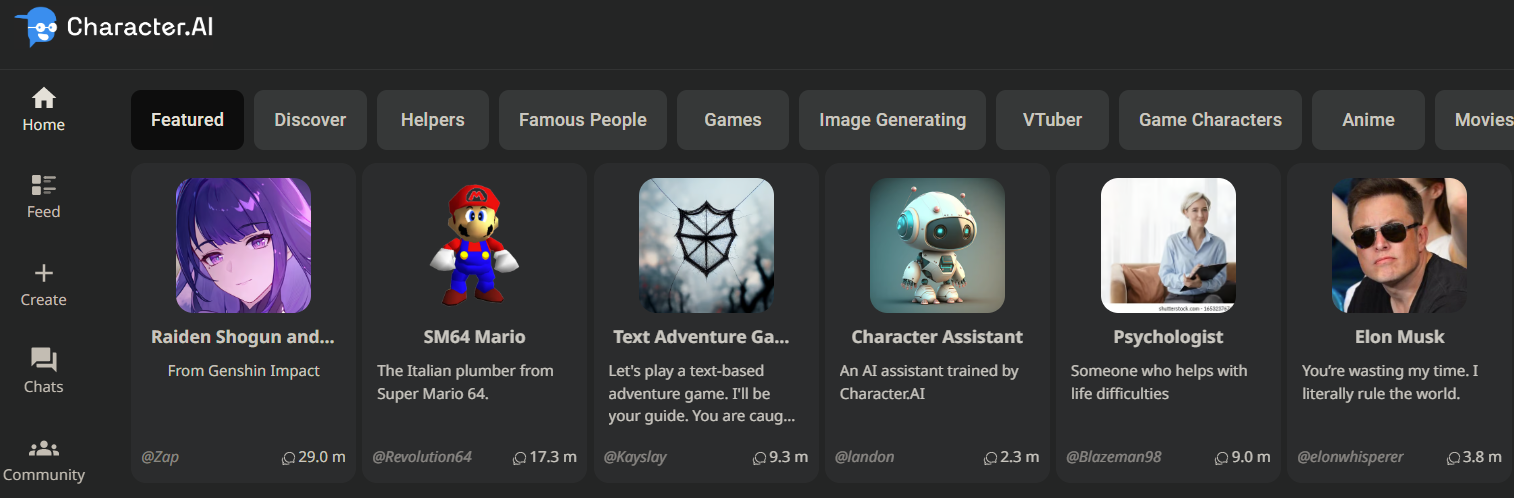 Character.AI
Home
Feed
Create
Chats
Community
Featured
Discover
Helpers
Famous People
Games
Image Generating
VTuber
Game Characters
Anime
Movies
Raiden Shogun and...
From Genshin Impact
@Zap
29.0 m
SM64 Mario
The Italian plumber from
Super Mario 64.
@Revolution64
17.3 m
Text Adventure Ga...
Let's play a text-based
adventure game. I'll be
your guide. You are caug...
@Kayslay
9.3 m
Character Assistant
An AI assistant trained by
Character.AI
@landon
2.3 m
shutterstock.com
Psychologist
Someone who helps with
life difficulties
@Blazeman98
9.0 m
Elon Musk
You're wasting my time. I
literally rule the world.
@elonwhisperer
3.8 m